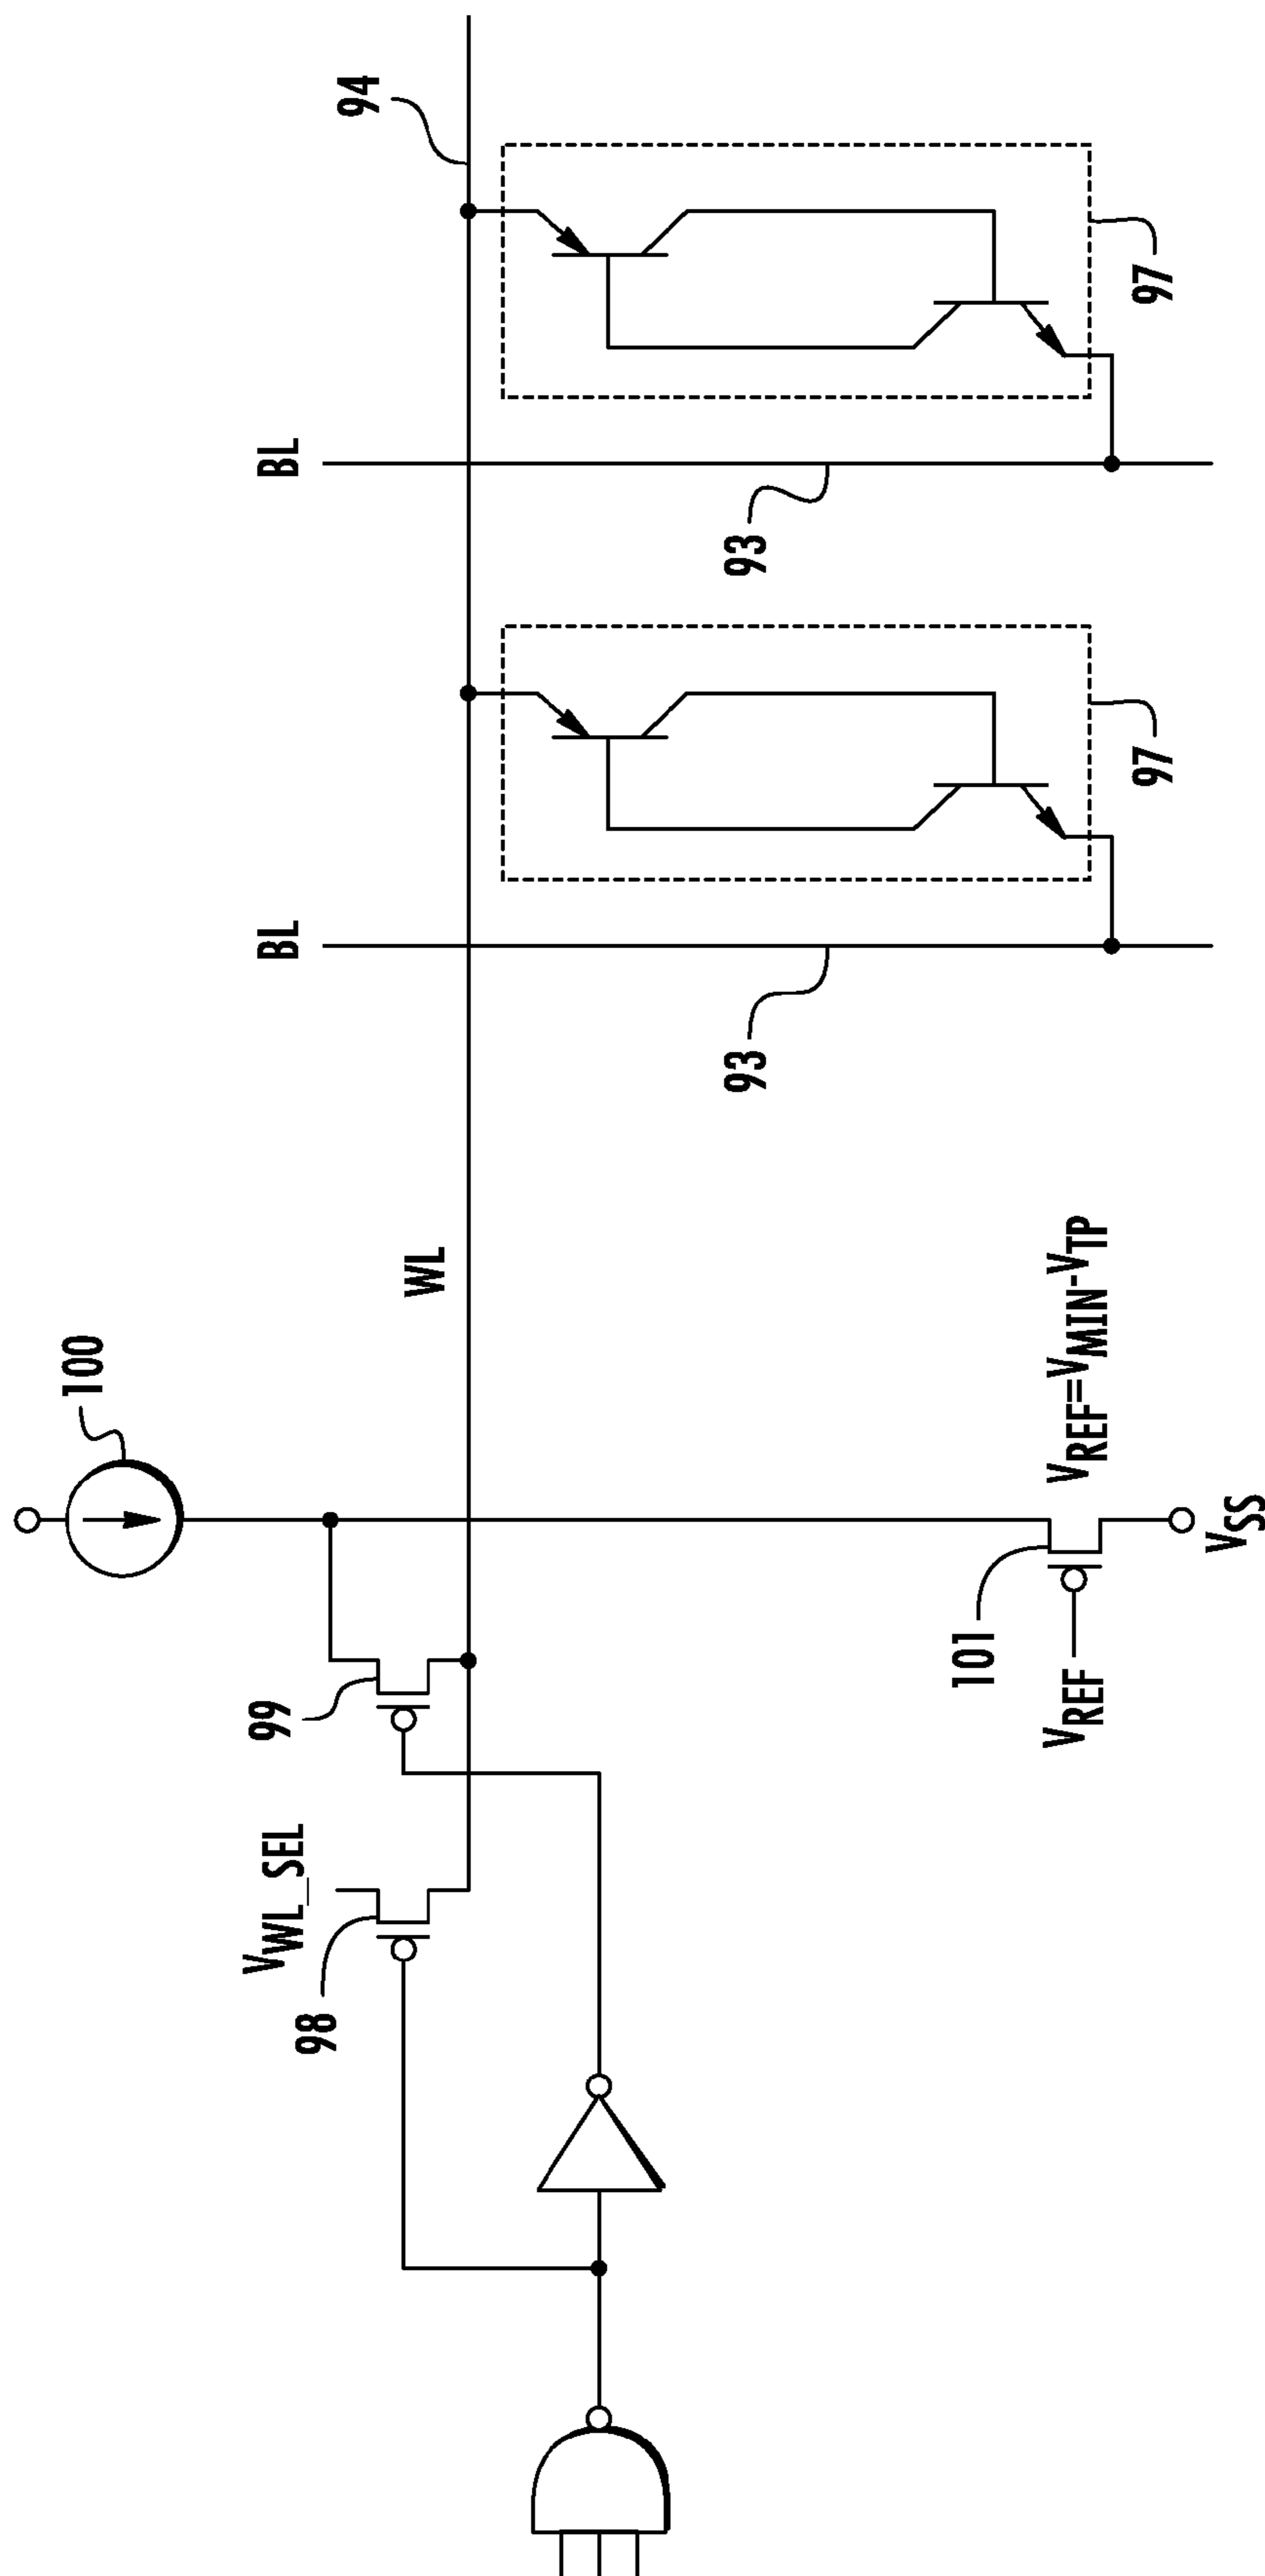 100
94
BL
BL
WL
99
V_WL_SEL
98
93
93
97
97
101
V_REF
V_REF=V_MIN-V_TP
V_SS